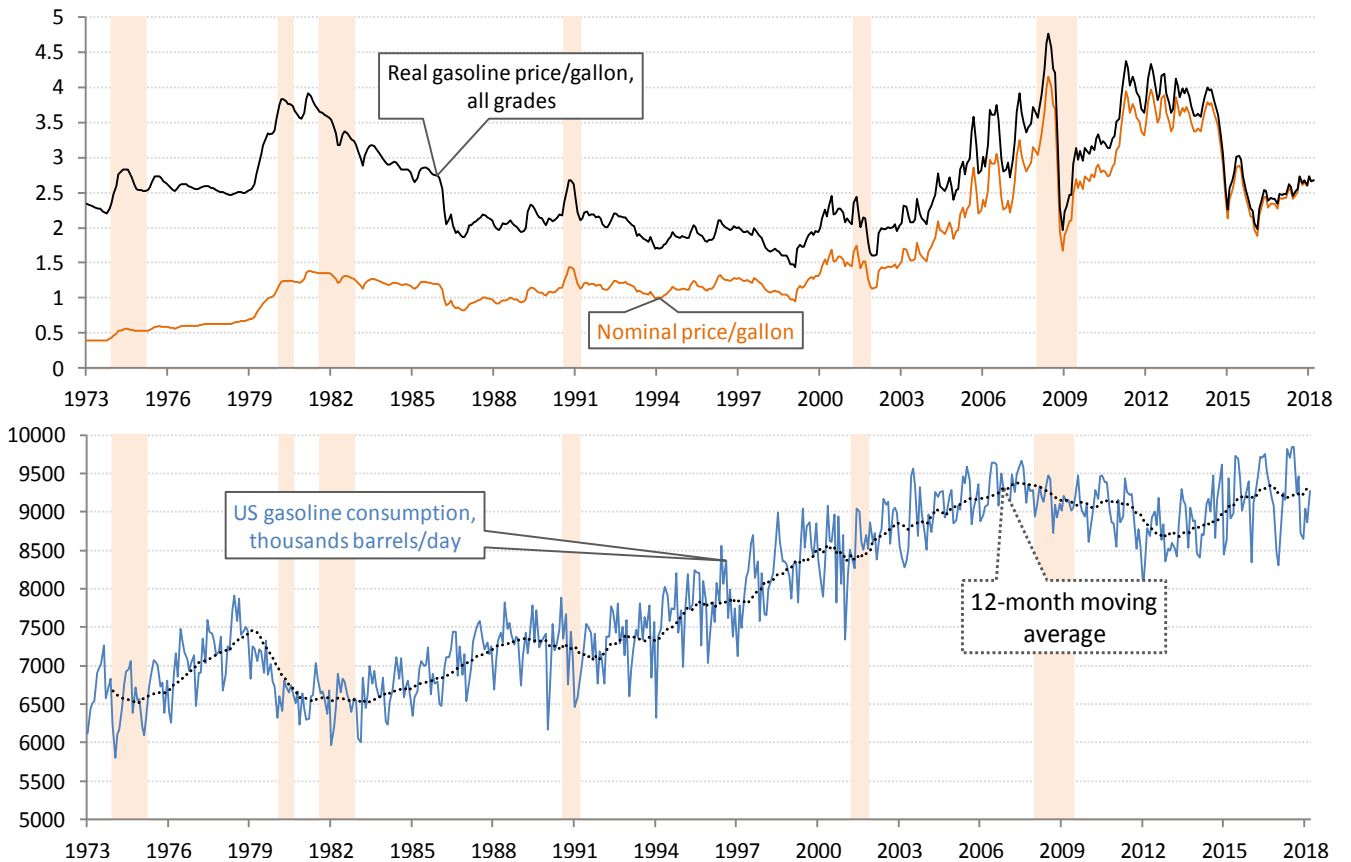 5
4.5
4
3.5
3
2.5
2
1.5
1
0.5
0
Real gasoline price/gallon,
all grades
Nominal price/gallon
1973 1976 1979 1982 1985 1988 1991 1994 1997 2000 2003 2006 2009 2012 2015 2018
10000
9500
9000
8500
8000
7500
7000
6500
6000
5500
5000
US gasoline consumption,
thousands barrels/day
12-month moving
average
1973 1976 1979 1982 1985 1988 1991 1994 1997 2000 2003 2006 2009 2012 2015 2018